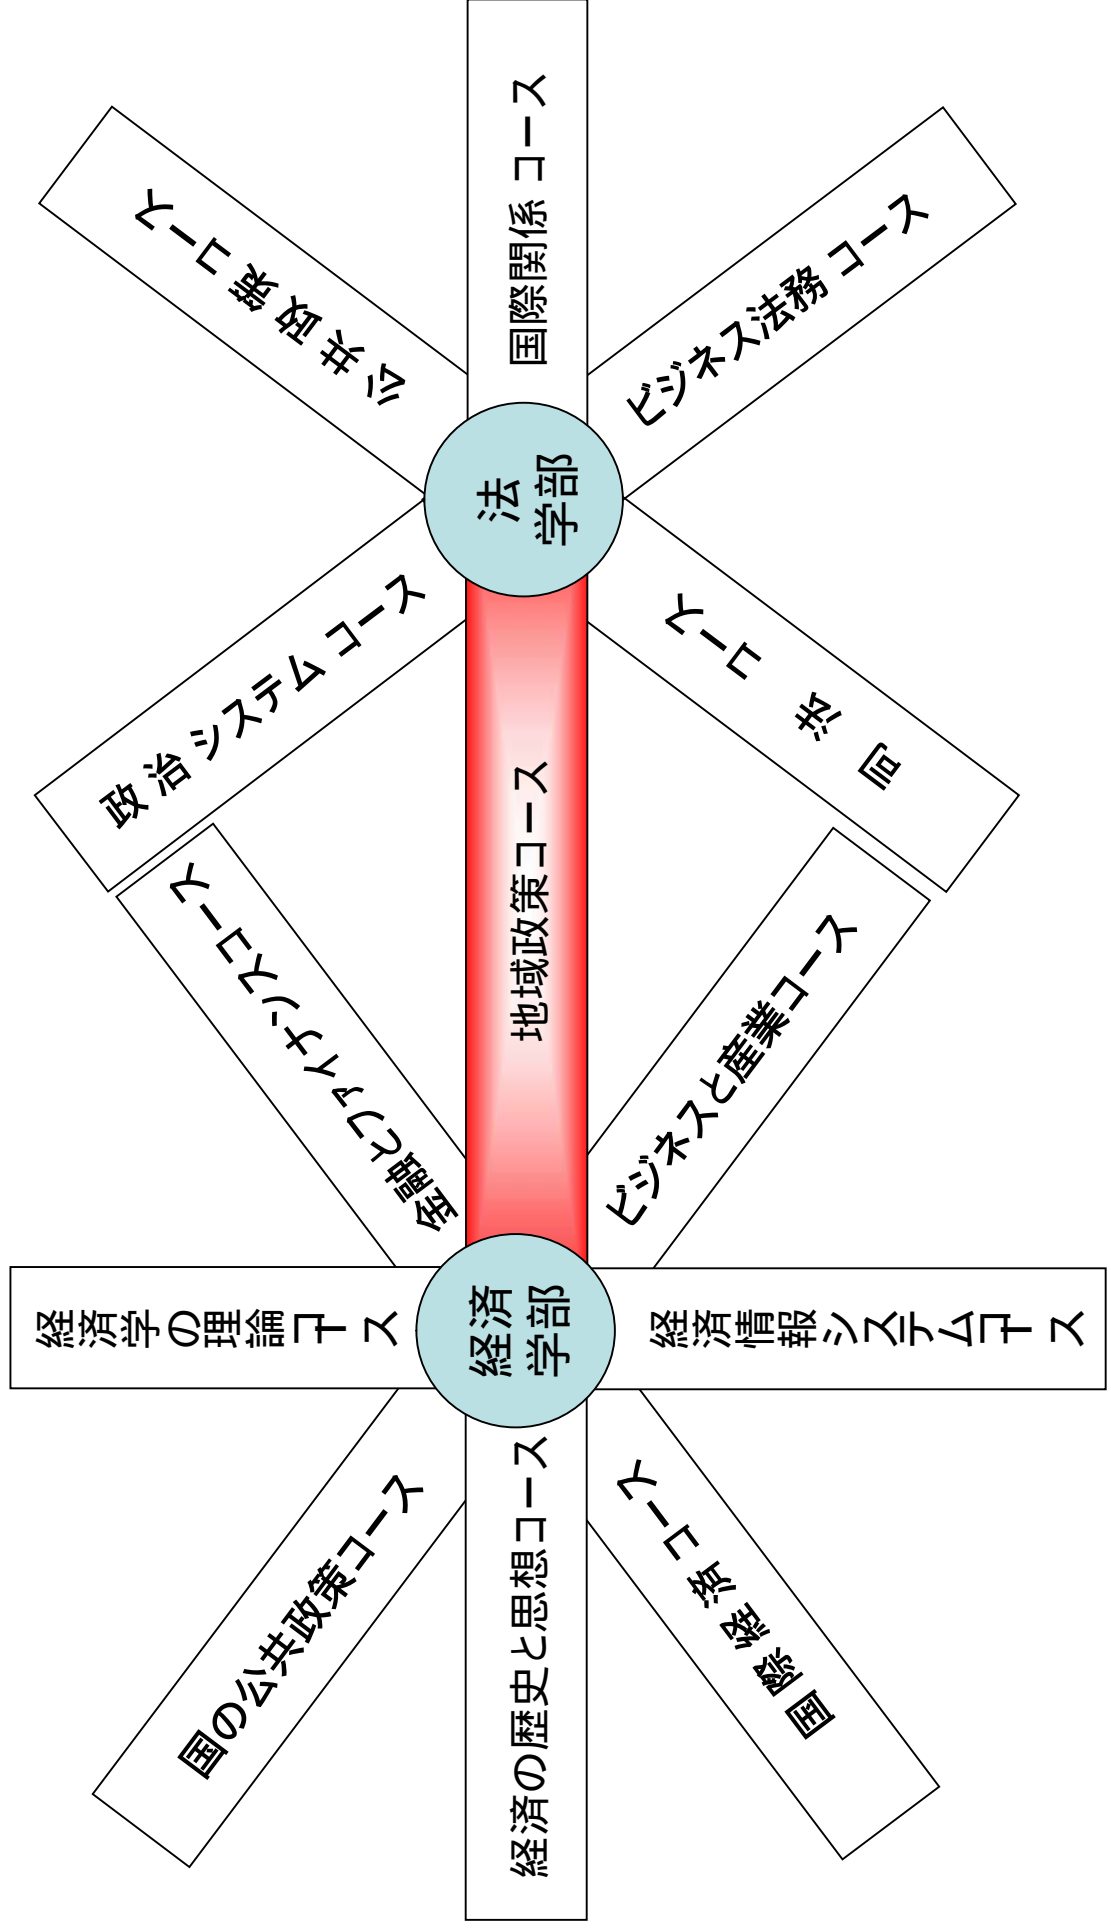 経済
学部
経済学の理論コース
国の公共政策コース
経済の歴史と思想コース
国 際 経 済 コース
経済情報システムコース
ビジネスと産業コース
金融とファイナンスコース
地域政策コース
法
学部
政 治 システム コース
公 共 政 策 コース
国際関係 コース
ビジネス法務 コース
司 法 コース